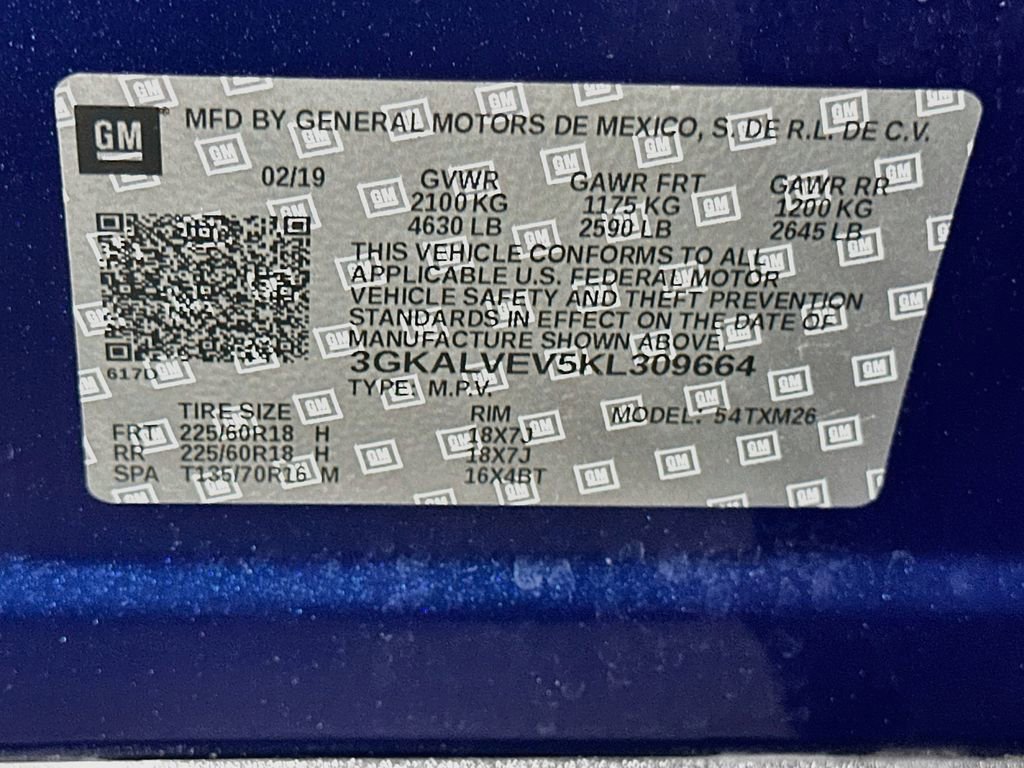 GM
MFD BY GENERAL MOTORS DE MEXICO, S. DE R.L. DE C.V.
02/19 GVWR GAWR FRT GAWR RR
2100 KG 1175 KG 1200 KG
4630 LB 2590 LB 2645 LB
THIS VEHICLE CONFORMS TO ALL
APPLICABLE U.S. FEDERAL MOTOR
VEHICLE SAFETY AND THEFT PREVENTION
STANDARDS IN EFFECT ON THE DATE OF
MANUFACTURE SHOWN ABOVE.
3GKALVEV5KL309664
617D
TYPE: M.P.V.
TIRE SIZE RIM MODEL: 54TXM26
FRT 225/60R18 H 18X7J
RR 225/60R18 H 18X7J
SPA T135/70R16 M 16X4BT